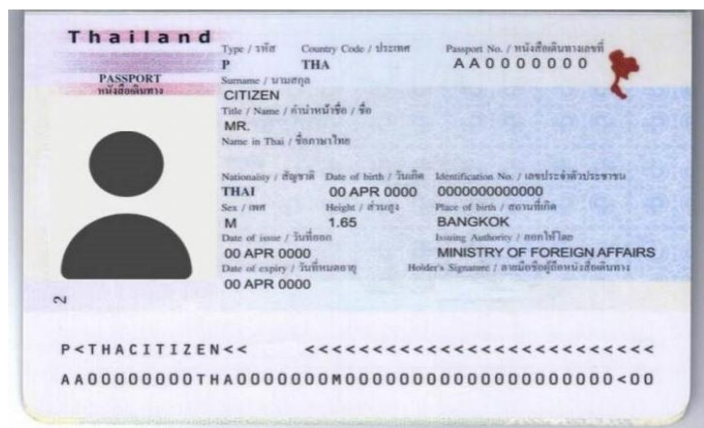 Thailand
PASSPORT
หนังสือเดินทาง
Type / รหัส Country Code / ประเทศ Passport No. / หนังสือเดินทางเลขที่
P THA AA0000000
Surname / นามสกุล
CITIZEN
Title / Name / คำนำหน้าชื่อ / ชื่อ
MR.
Name in Thai / ชื่อภาษาไทย
Nationality / สัญชาติ Date of birth / วันเกิด Identification No. / เลขประจำตัวประชาชน
THAI 00 APR 0000 0000000000000
Sex / เพศ Height / ส่วนสูง Place of birth / สถานที่เกิด
M 1.65 BANGKOK
Date of issue / วันที่ออก Issuing Authority / ออกให้โดย
00 APR 0000 MINISTRY OF FOREIGN AFFAIRS
Date of expiry / วันที่หมดอายุ Holder's Signature / ลายมือชื่อผู้ถือหนังสือเดินทาง
00 APR 0000
2
P<THACITIZEN<< <<<<<<<<<<<<<<<<<<<<<<<<<<
AA00000000THA0000000M00000000000000000000<00